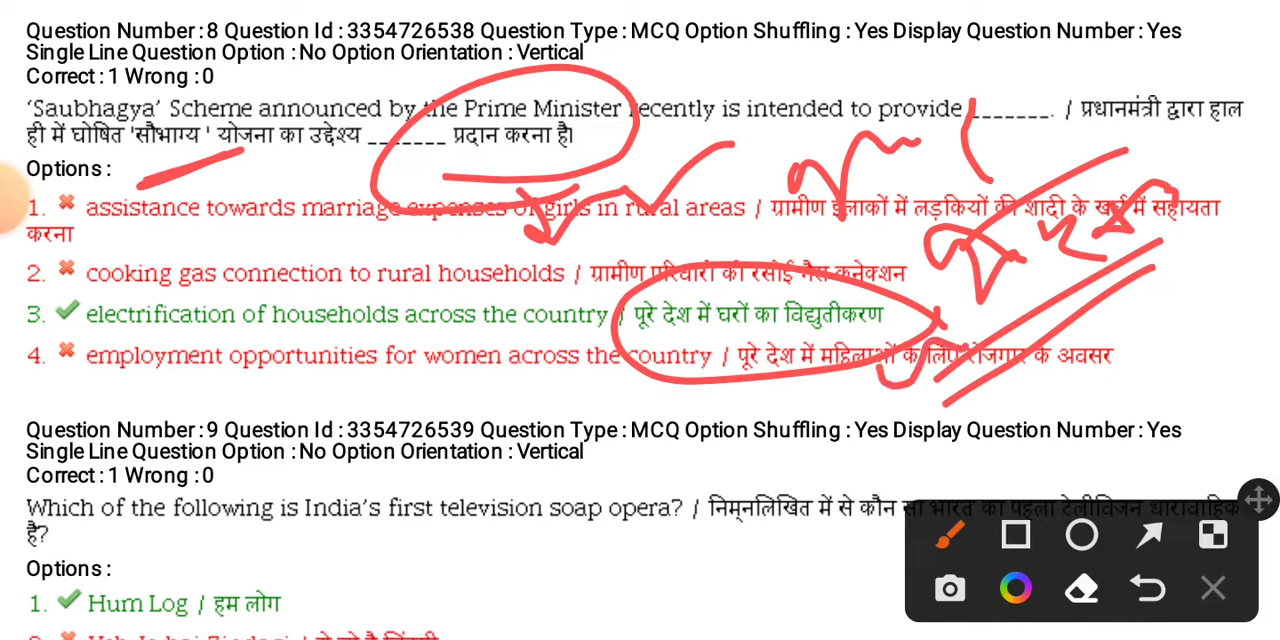 Question Number : 8 Question Id : 3354726538 Question Type : MCQ Option Shuffling : Yes Display Question Number : Yes
Single Line Question Option : No Option Orientation : Vertical
Correct : 1 Wrong : 0
‘Saubhagya’ Scheme announced by the Prime Minister recently is intended to provide _______. / प्रधानमंत्री द्वारा हाल
ही में घोषित 'सौभाग्य ' योजना का उद्देश्य _______ प्रदान करना है।
Options :
1. assistance towards marriage expenses of girls in rural areas / ग्रामीण इलाकों में लड़कियों की शादी के खर्च में सहायता
करना
2. cooking gas connection to rural households / ग्रामीण परिवारों को रसोई गैस कनेक्शन
3. electrification of households across the country / पूरे देश में घरों का विद्युतीकरण
4. employment opportunities for women across the country / पूरे देश में महिलाओं के लिए रोजगार के अवसर
Question Number : 9 Question Id : 3354726539 Question Type : MCQ Option Shuffling : Yes Display Question Number : Yes
Single Line Question Option : No Option Orientation : Vertical
Correct : 1 Wrong : 0
Which of the following is India’s first television soap opera? / निम्नलिखित में से कौन सा भारत का पहला टेलीविजन धारावाहिक
है?
Options :
1. Hum Log / हम लोग